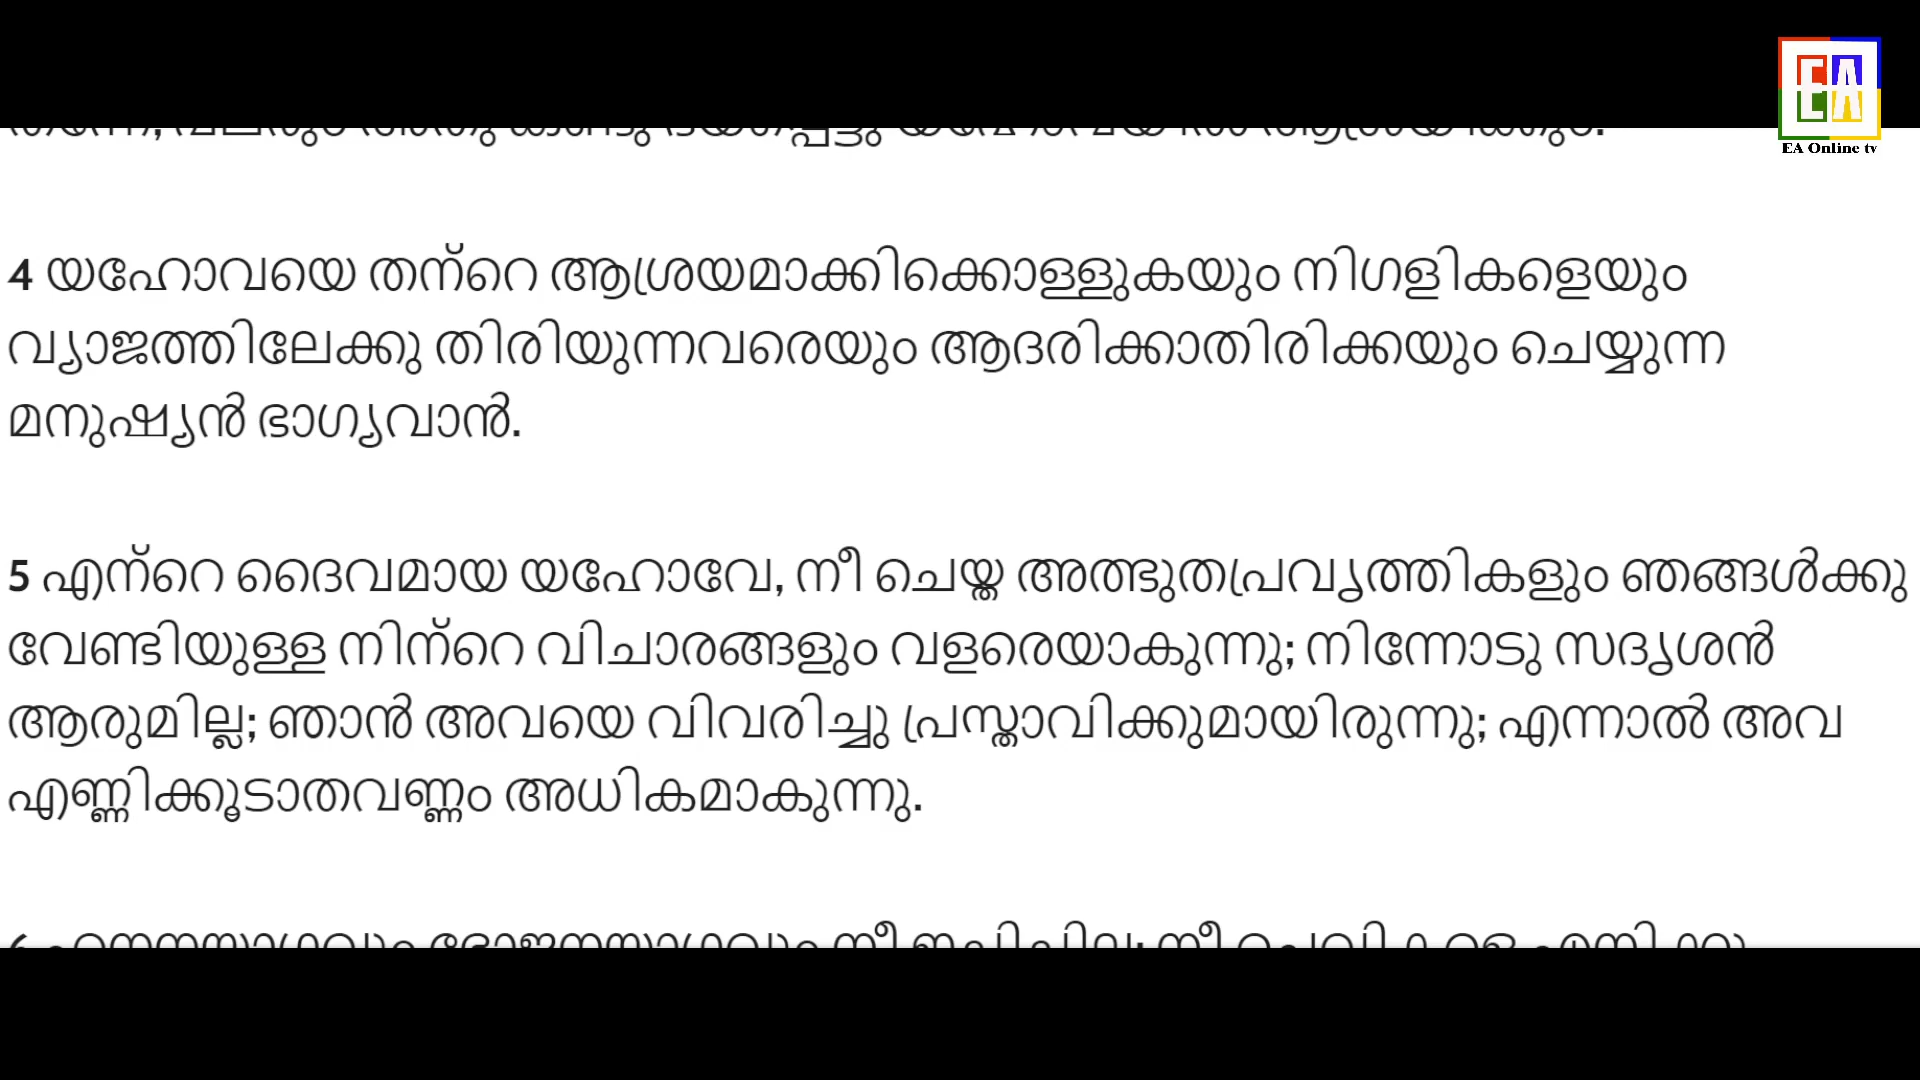 EA
EA Online tv
4 യഹോവയെ തന്റെ ആശ്രയമാക്കിക്കൊള്ളുകയും നിഗളികളെയും
വ്യാജത്തിലേക്കു തിരിയുന്നവരെയും ആദരിക്കാതിരിക്കയും ചെയ്യുന്ന
മനുഷ്യൻ ഭാഗ്യവാൻ.
5 എന്റെ ദൈവമായ യഹോവേ, നീ ചെയ്ത അത്ഭുതപ്രവൃത്തികളും ഞങ്ങൾക്കു
വേണ്ടിയുള്ള നിന്റെ വിചാരങ്ങളും വളരെയാകുന്നു; നിന്നോടു സദൃശൻ
ആരുമില്ല; ഞാൻ അവയെ വിവരിച്ചു പ്രസ്താവിക്കുമായിരുന്നു; എന്നാൽ അവ
എണ്ണിക്കൂടാതവണ്ണം അധികമാകുന്നു.